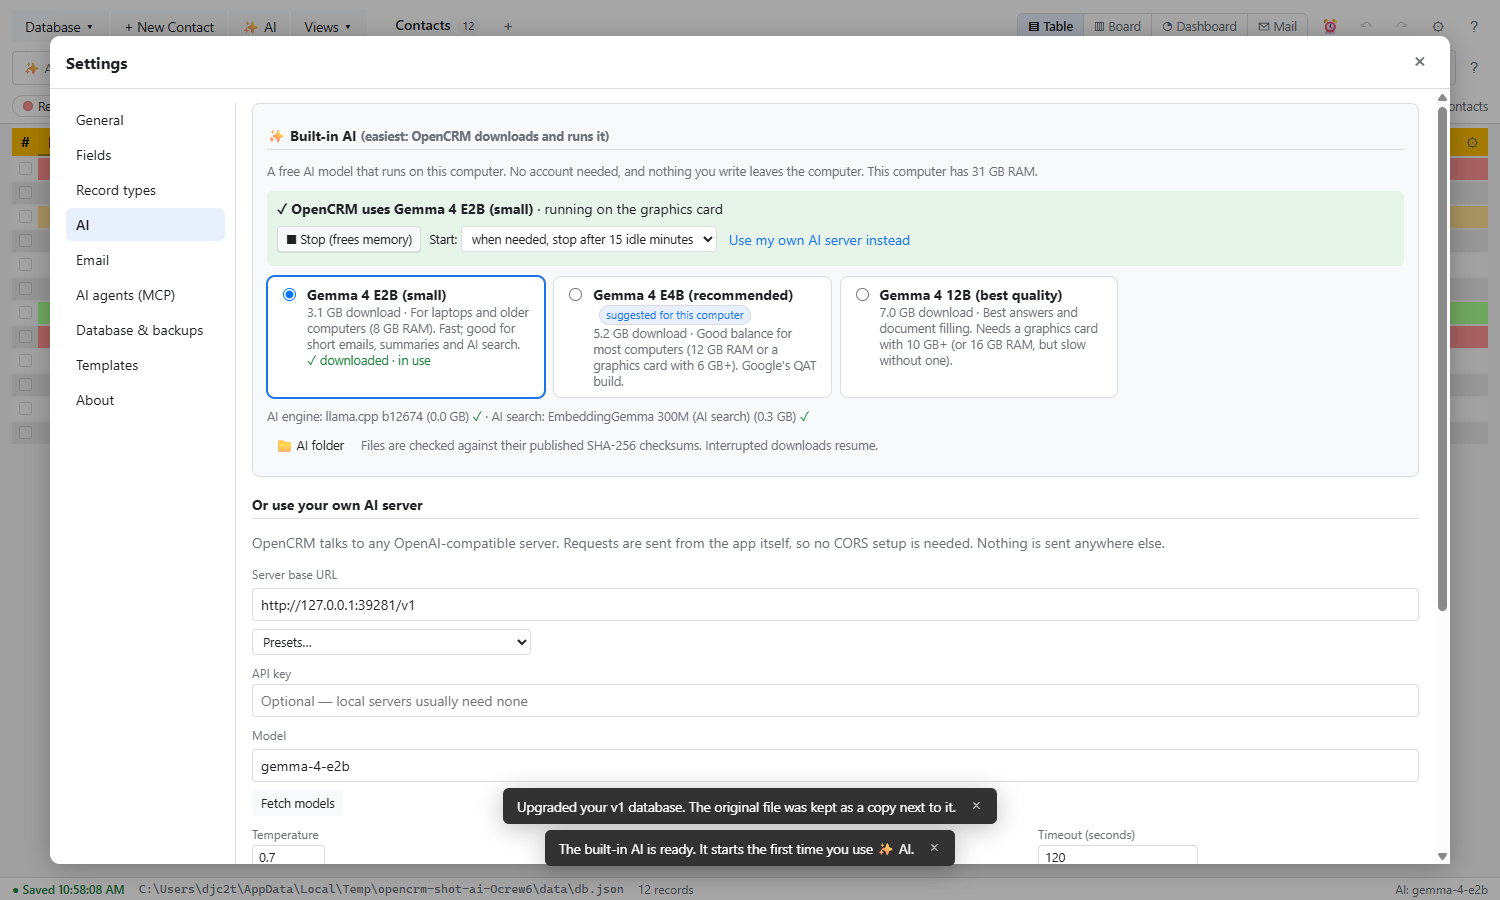 Database ▾
+ New Contact
✨ AI
Views ▾
Contacts 12 +
Table
Board
Dashboard
Mail
?
Settings
×
?
ontacts
#
General
Fields
Record types
AI
Email
AI agents (MCP)
Database & backups
Templates
About
✨ Built-in AI (easiest: OpenCRM downloads and runs it)
A free AI model that runs on this computer. No account needed, and nothing you write leaves the computer. This computer has 31 GB RAM.
✓ OpenCRM uses Gemma 4 E2B (small) · running on the graphics card
■ Stop (frees memory) Start: when needed, stop after 15 idle minutes Use my own AI server instead
Gemma 4 E2B (small)
3.1 GB download · For laptops and older
computers (8 GB RAM). Fast; good for
short emails, summaries and AI search.
✓ downloaded · in use
Gemma 4 E4B (recommended)
suggested for this computer
5.2 GB download · Good balance for
most computers (12 GB RAM or a
graphics card with 6 GB+). Google's QAT
build.
Gemma 4 12B (best quality)
7.0 GB download · Best answers and
document filling. Needs a graphics card
with 10 GB+ (or 16 GB RAM, but slow
without one).
AI engine: llama.cpp b12674 (0.0 GB) ✓ · AI search: EmbeddingGemma 300M (AI search) (0.3 GB) ✓
AI folder Files are checked against their published SHA-256 checksums. Interrupted downloads resume.
Or use your own AI server
OpenCRM talks to any OpenAI-compatible server. Requests are sent from the app itself, so no CORS setup is needed. Nothing is sent anywhere else.
Server base URL
http://127.0.0.1:39281/v1
Presets...
API key
Optional — local servers usually need none
Model
gemma-4-e2b
Fetch models
Upgraded your v1 database. The original file was kept as a copy next to it. ×
Temperature
0.7
Timeout (seconds)
120
The built-in AI is ready. It starts the first time you use ✨ AI. ×
● Saved 10:58:08 AM C:\Users\djc2t\AppData\Local\Temp\opencrm-shot-ai-Ocrew6\data\db.json 12 records
AI: gemma-4-e2b